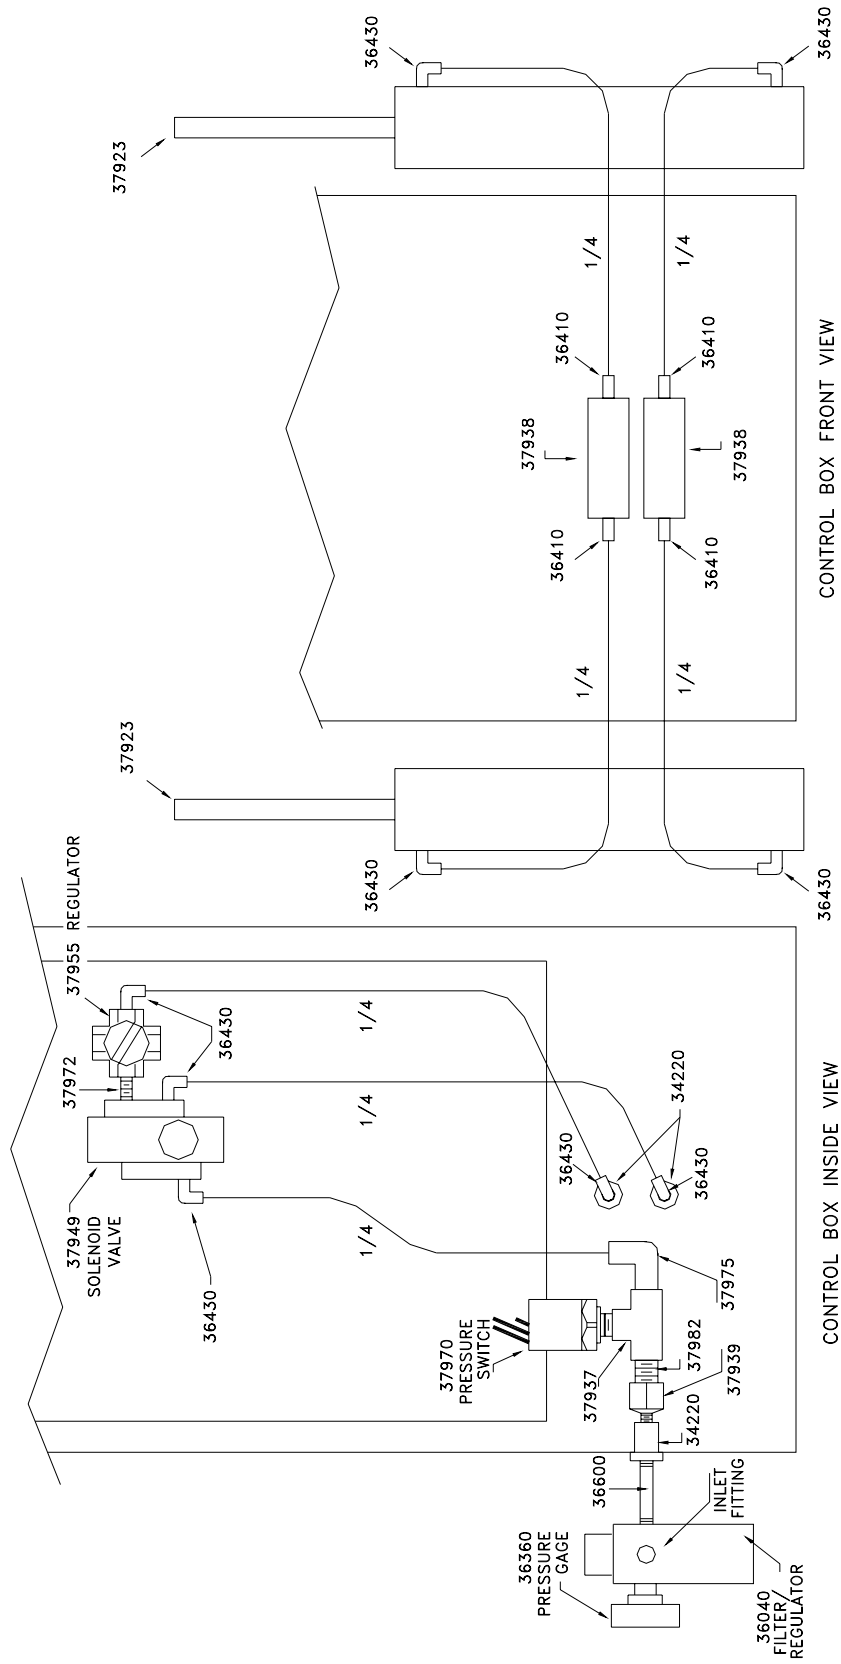 36040
FILTER/
REGULATOR
36360
PRESSURE
GAGE
INLET
FITTING
36600
34220
37939
37982
37937
37970
PRESSURE
SWITCH
37975
36430
37949
SOLENOID
VALVE
1/4
36430
36430
34220
1/4
37972
36430
1/4
37955 REGULATOR
CONTROL BOX INSIDE VIEW
37923
36430
36430
1/4
1/4
36410
36410
37938
37938
36410
36410
1/4
1/4
37923
36430
36430
CONTROL BOX FRONT VIEW